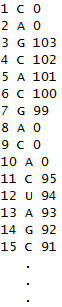 1 C 0
2 A 0
3 G 103
4 C 102
5 A 101
6 C 100
7 G 99
8 A 0
9 C 0
10 A 0
11 C 95
12 U 94
13 A 93
14 G 92
15 C 91
.
.
.